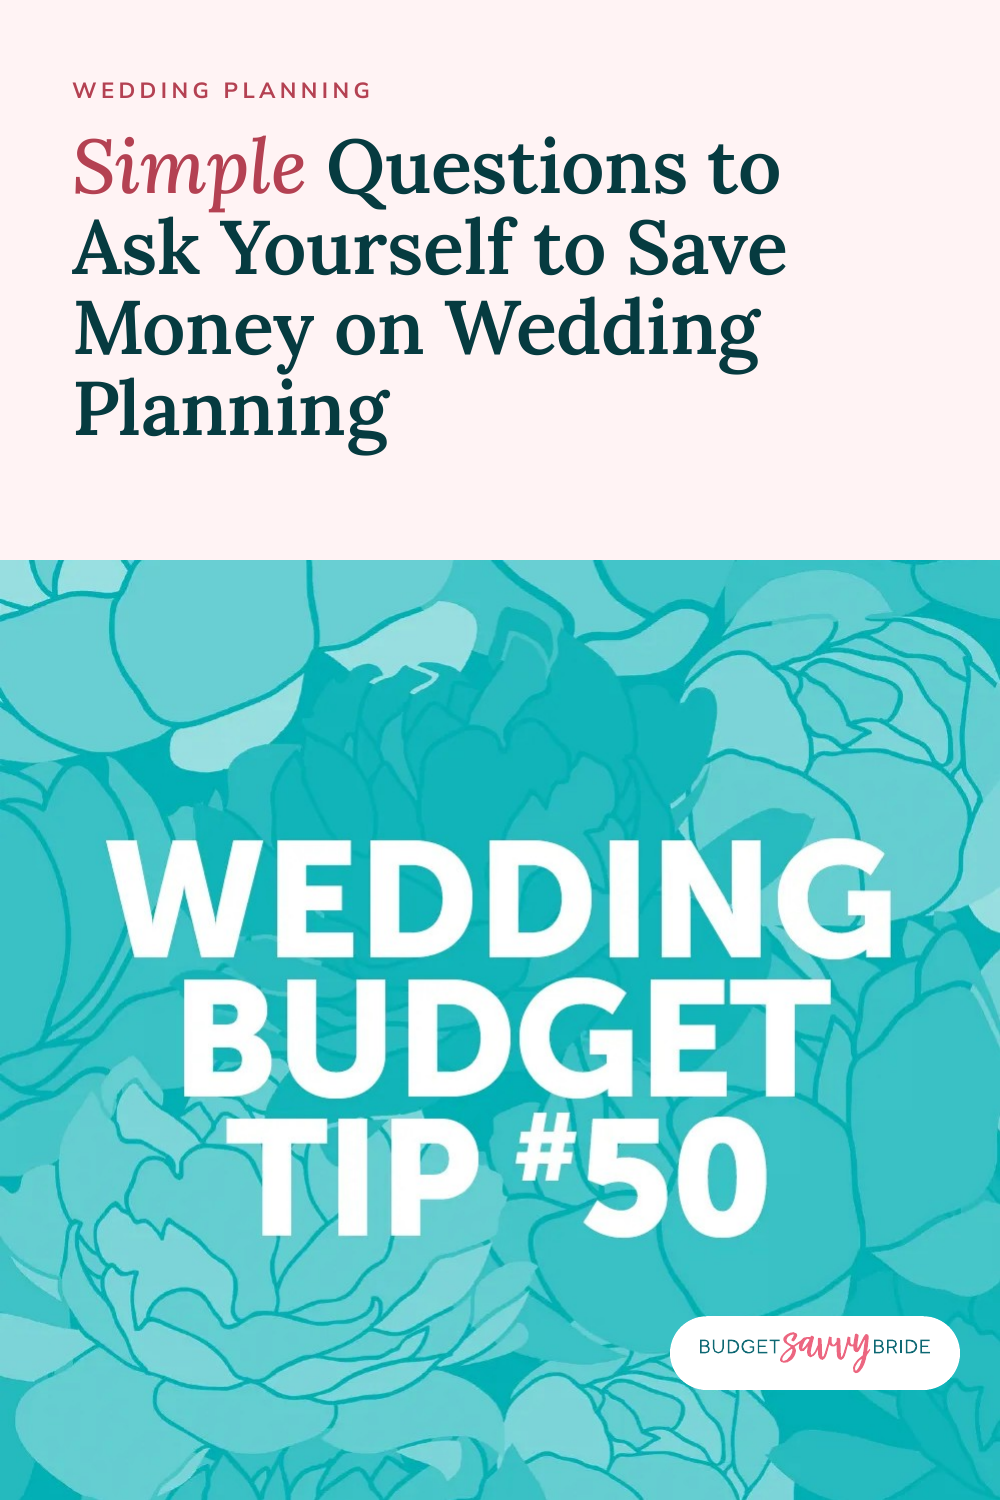 WEDDING PLANNING
Simple Questions to
Ask Yourself to Save
Money on Wedding
Planning
WEDDING
BUDGET
TIP #50
BUDGET savvy BRIDE